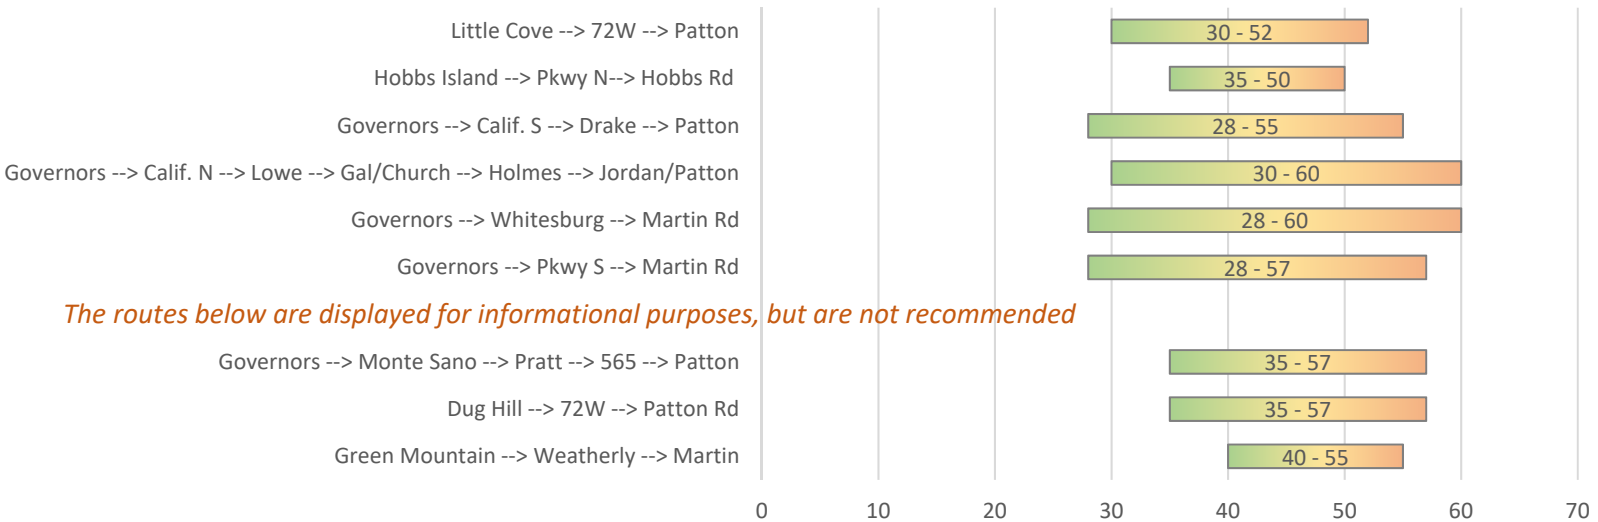 Little Cove --> 72W --> Patton 30 - 52
Hobbs Island --> Pkwy N--> Hobbs Rd 35 - 50
Governors --> Calif. S --> Drake --> Patton 28 - 55
Governors --> Calif. N --> Lowe --> Gal/Church --> Holmes --> Jordan/Patton 30 - 60
Governors --> Whitesburg --> Martin Rd 28 - 60
Governors --> Pkwy S --> Martin Rd 28 - 57
The routes below are displayed for informational purposes, but are not recommended
Governors --> Monte Sano --> Pratt --> 565 --> Patton 35 - 57
Dug Hill --> 72W --> Patton Rd 35 - 57
Green Mountain --> Weatherly --> Martin 40 - 55
0 10 20 30 40 50 60 70